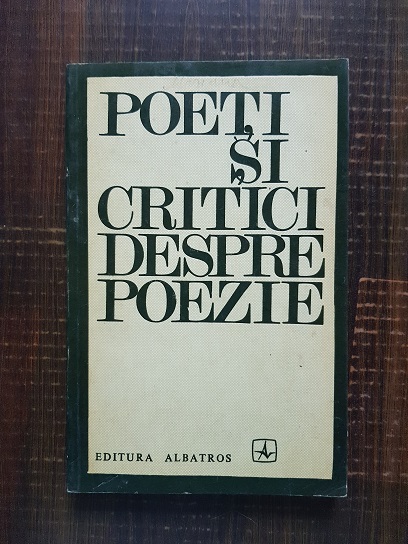 POEȚI
ȘI
CRITICI
DESPRE
POEZIE
EDITURA ALBATROS